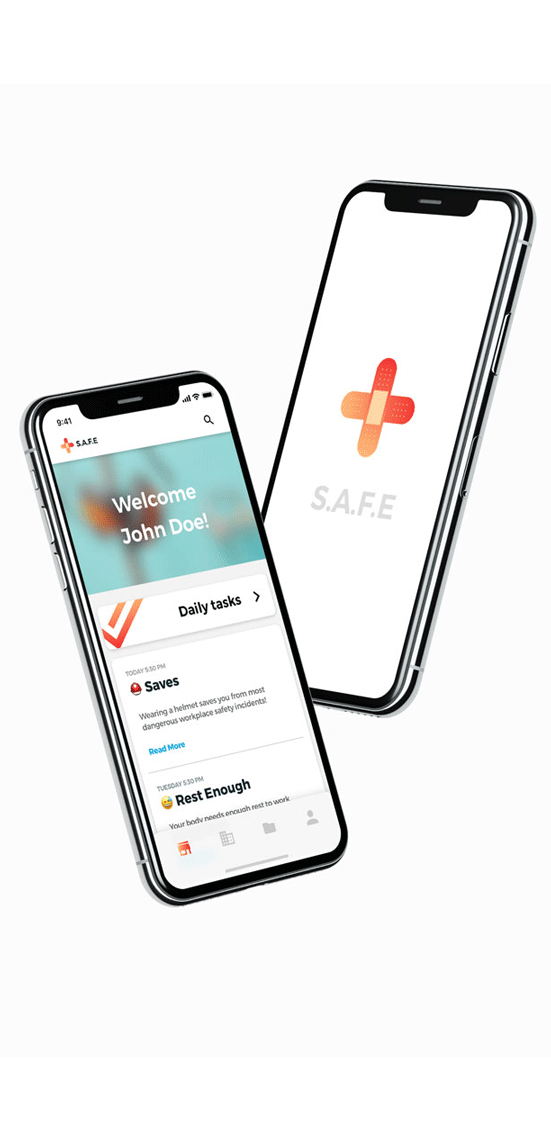 9:41
S.A.F.E
Welcome
John Doe!
Daily tasks
TODAY 5:30 PM
Saves
Wearing a helmet saves you from most
dangerous workplace safety incidents!
Read More
TUESDAY 5:30 PM
Rest Enough
Your body needs enough rest to work
S.A.F.E